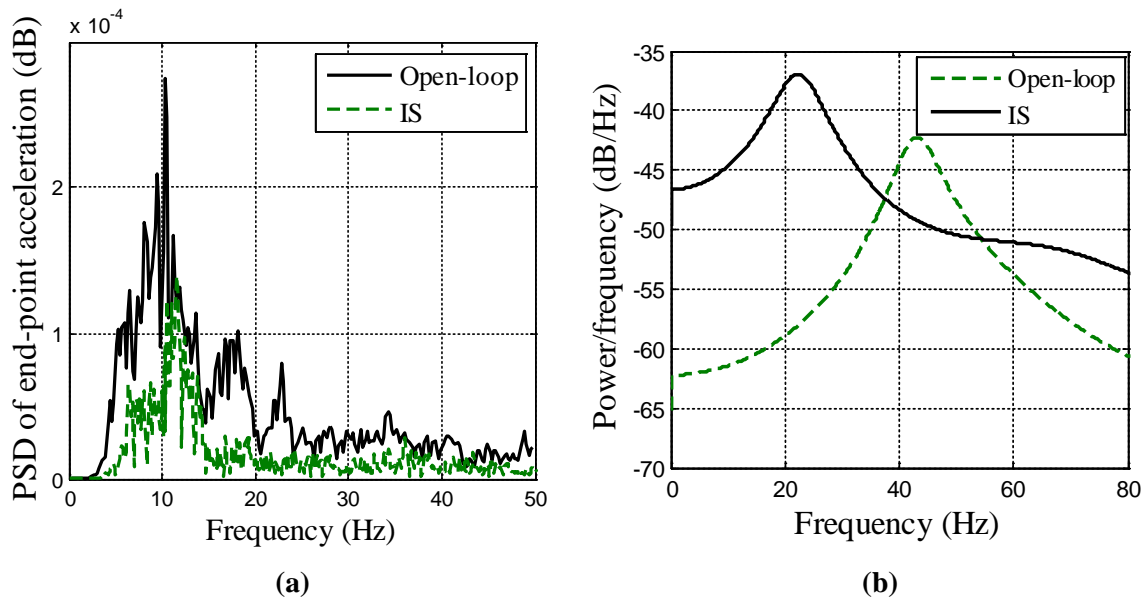 x 10⁻⁴
PSD of end-point acceleration (dB)
2
1
0
Open-loop
IS
0 10 20 30 40 50
Frequency (Hz)
(a)
Power/frequency (dB/Hz)
-35
-40
-45
-50
-55
-60
-65
-70
Open-loop
IS
0 20 40 60 80
Frequency (Hz)
(b)